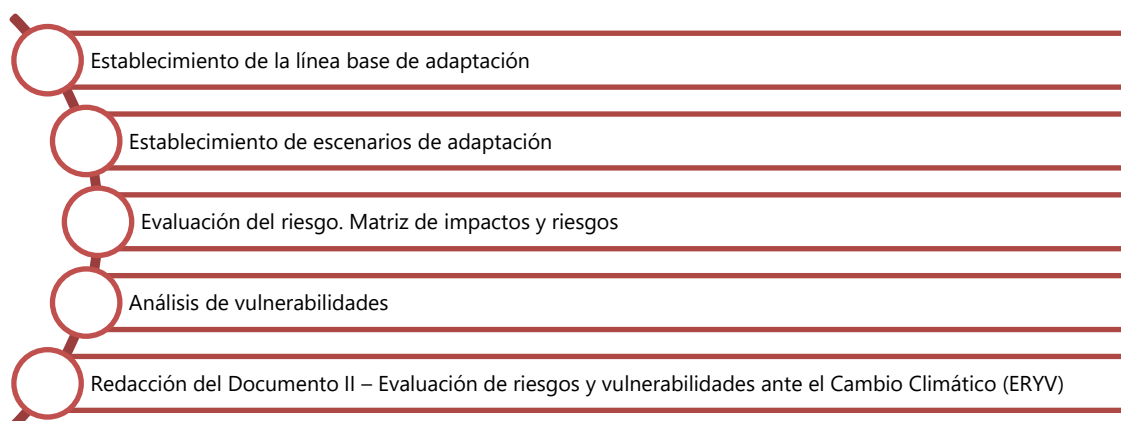 Establecimiento de la línea base de adaptación
Establecimiento de escenarios de adaptación
Evaluación del riesgo. Matriz de impactos y riesgos
Análisis de vulnerabilidades
Redacción del Documento II – Evaluación de riesgos y vulnerabilidades ante el Cambio Climático (ERYV)